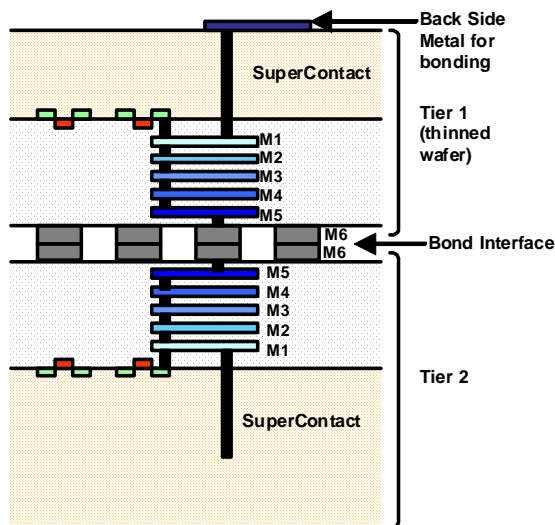 Back Side
Metal for
bonding
SuperContact
Tier 1
(thinned
wafer)
M1
M2
M3
M4
M5
M6
M6
Bond Interface
M5
M4
M3
M2
M1
Tier 2
SuperContact